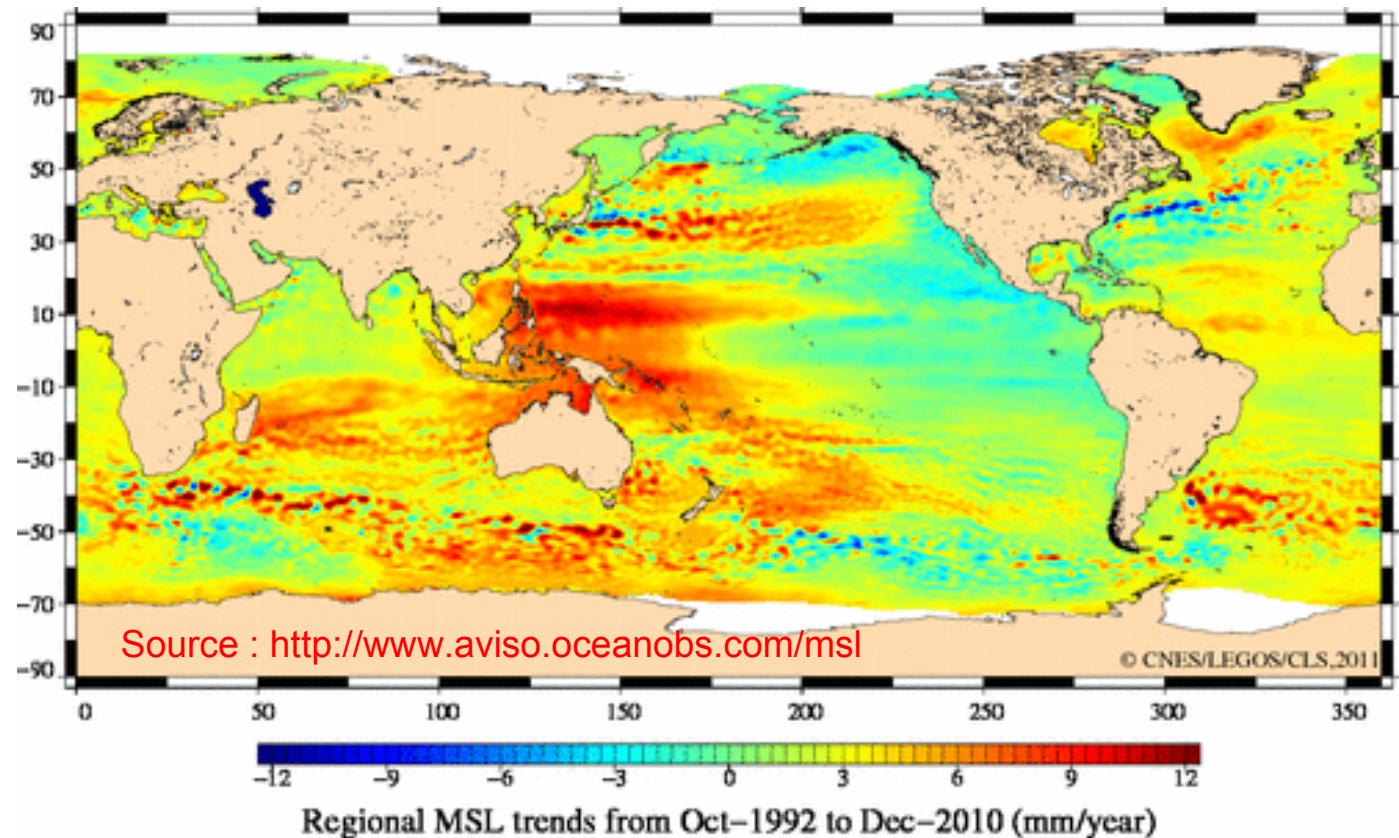 90
70
50
30
10
−10
−30
−50
−70
−90
Source : http://www.aviso.oceanobs.com/msl
© CNES/LEGOS/CLS,2011
0 50 100 150 200 250 300 350
−12 −9 −6 −3 0 3 6 9 12
Regional MSL trends from Oct−1992 to Dec−2010 (mm/year)